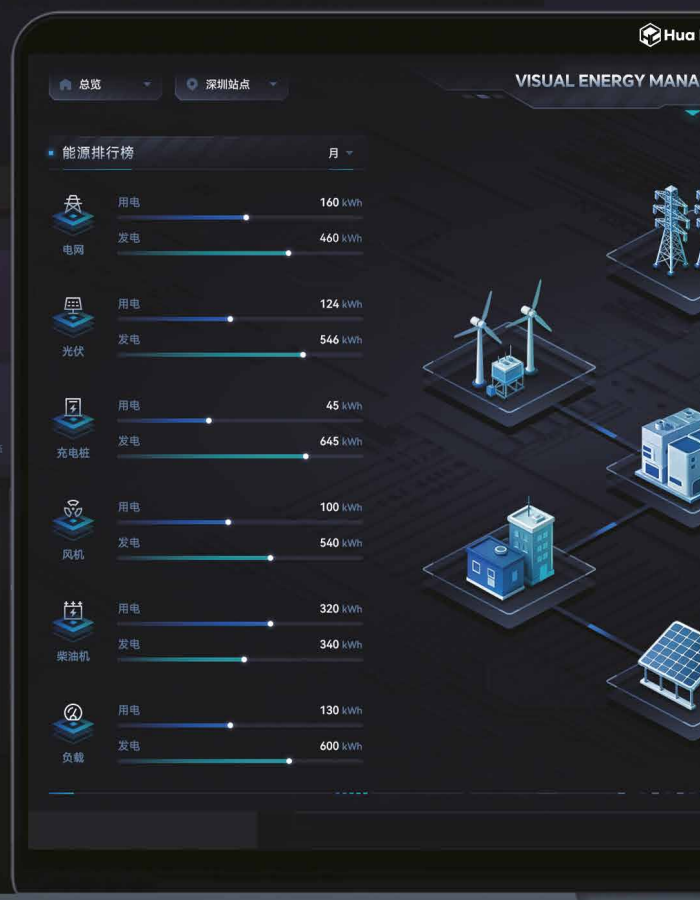 Hua
总览
深圳站点
VISUAL ENERGY MANA
能源排行榜
月
用电
160 kWh
发电
460 kWh
电网
用电
124 kWh
发电
546 kWh
光伏
用电
45 kWh
发电
645 kWh
充电桩
用电
100 kWh
发电
540 kWh
风机
用电
320 kWh
发电
340 kWh
柴油机
用电
130 kWh
发电
600 kWh
负载